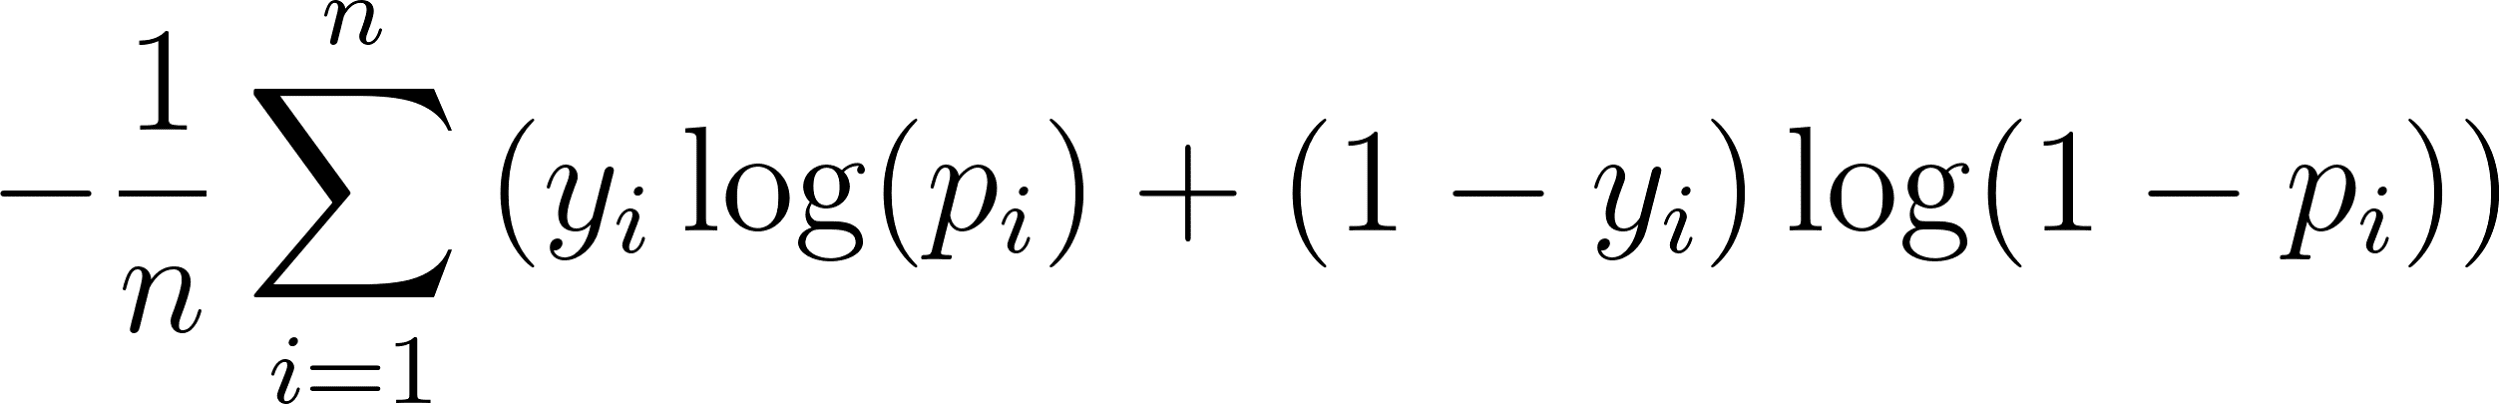 -\frac{1}{n} \sum_{i=1}^{n} (y_i \log(p_i) + (1 - y_i) \log(1 - p_i))